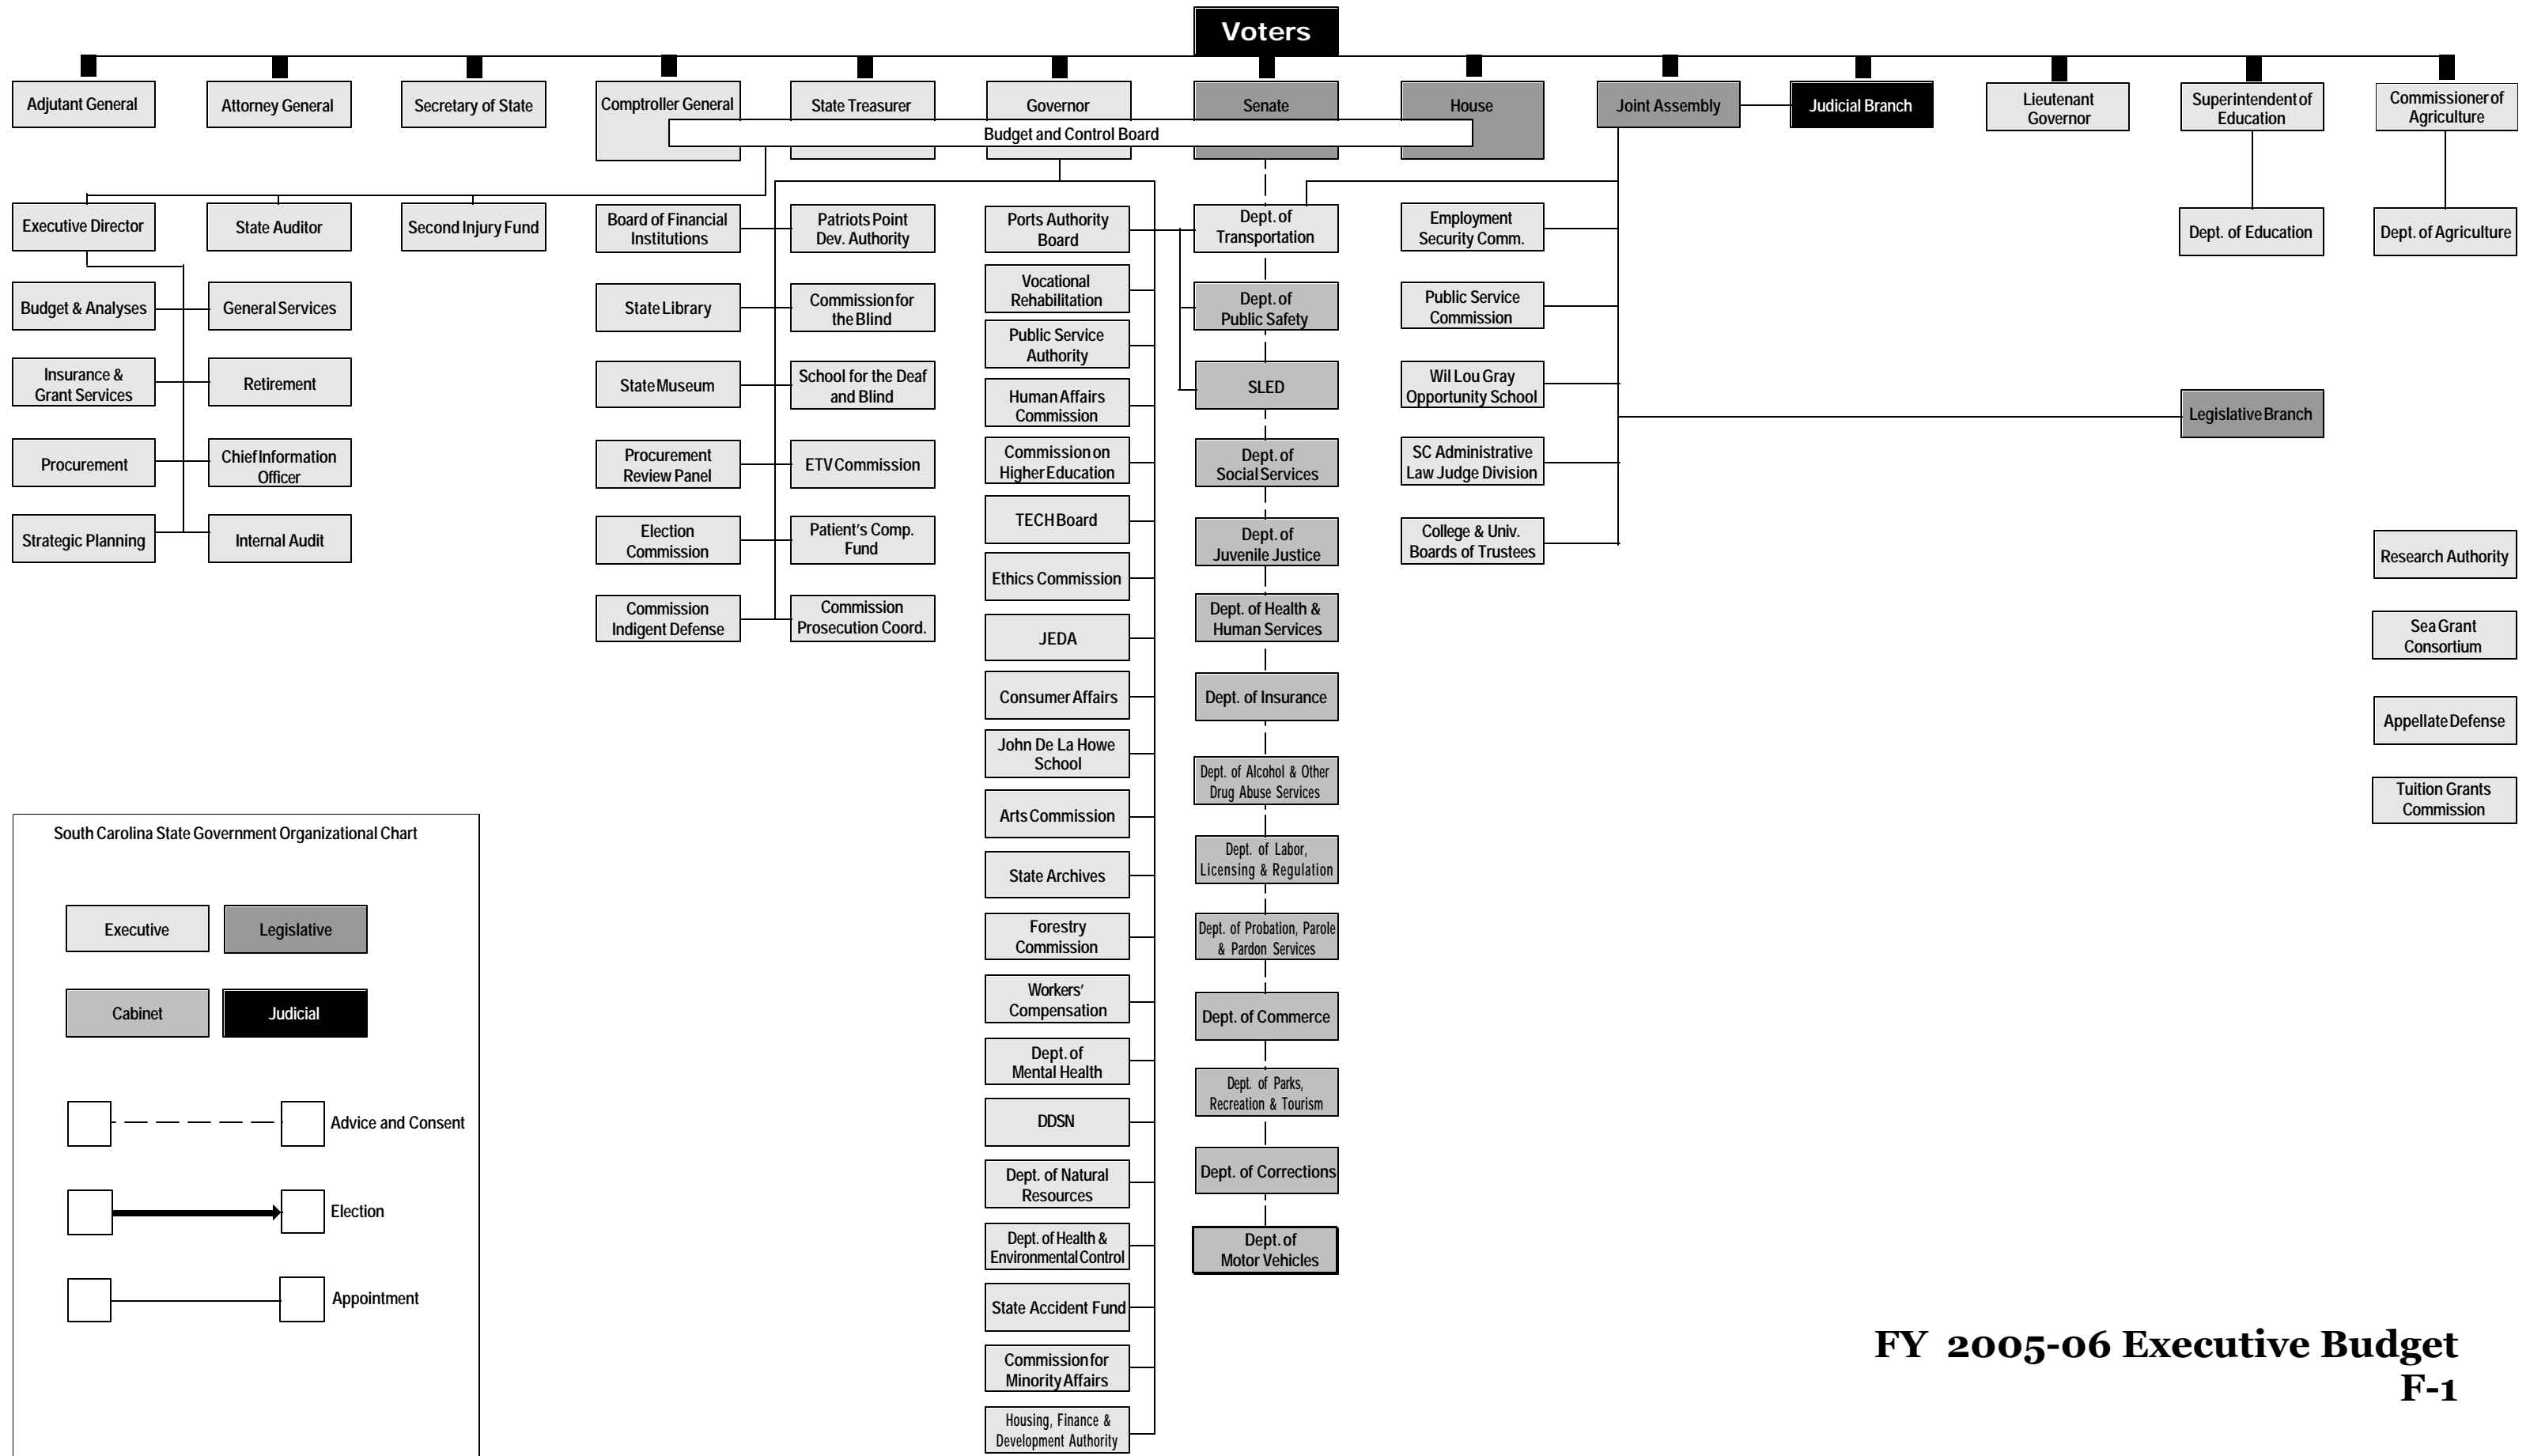 Voters
Adjutant General
Attorney General
Secretary of State
Comptroller General
State Treasurer
Governor
Senate
House
Joint Assembly
Judicial Branch
Lieutenant
Governor
Superintendent of
Education
Commissioner of
Agriculture
Budget and Control Board
Executive Director
State Auditor
Second Injury Fund
Board of Financial
Institutions
Patriots Point
Dev. Authority
Ports Authority
Board
Dept. of
Transportation
Employment
Security Comm.
Dept. of Education
Dept. of Agriculture
Budget & Analyses
General Services
State Library
Commission for
the Blind
Vocational
Rehabilitation
Dept. of
Public Safety
Public Service
Commission
Public Service
Authority
Insurance &
Grant Services
Retirement
State Museum
School for the Deaf
and Blind
Human Affairs
Commission
SLED
Wil Lou Gray
Opportunity School
Legislative Branch
Procurement
Chief Information
Officer
Procurement
Review Panel
ETV Commission
Commission on
Higher Education
Dept. of
Social Services
SC Administrative
Law Judge Division
Strategic Planning
Internal Audit
Election
Commission
Patient's Comp.
Fund
TECH Board
Dept. of
Juvenile Justice
College & Univ.
Boards of Trustees
Research Authority
Ethics Commission
Commission
Indigent Defense
Commission
Prosecution Coord.
JEDA
Dept. of Health &
Human Services
Sea Grant
Consortium
Consumer Affairs
Dept. of Insurance
Appellate Defense
John De La Howe
School
Dept. of Alcohol & Other
Drug Abuse Services
Tuition Grants
Commission
Arts Commission
State Archives
Dept. of Labor,
Licensing & Regulation
Forestry
Commission
Dept. of Probation, Parole
& Pardon Services
Workers'
Compensation
Dept. of Commerce
Dept. of
Mental Health
Dept. of Parks,
Recreation & Tourism
DDSN
Dept. of Natural
Resources
Dept. of Corrections
Dept. of Health &
Environmental Control
Dept. of
Motor Vehicles
State Accident Fund
Commission for
Minority Affairs
Housing, Finance &
Development Authority
South Carolina State Government Organizational Chart
Executive
Legislative
Cabinet
Judicial
Advice and Consent
Election
Appointment
FY 2005-06 Executive Budget
F-1